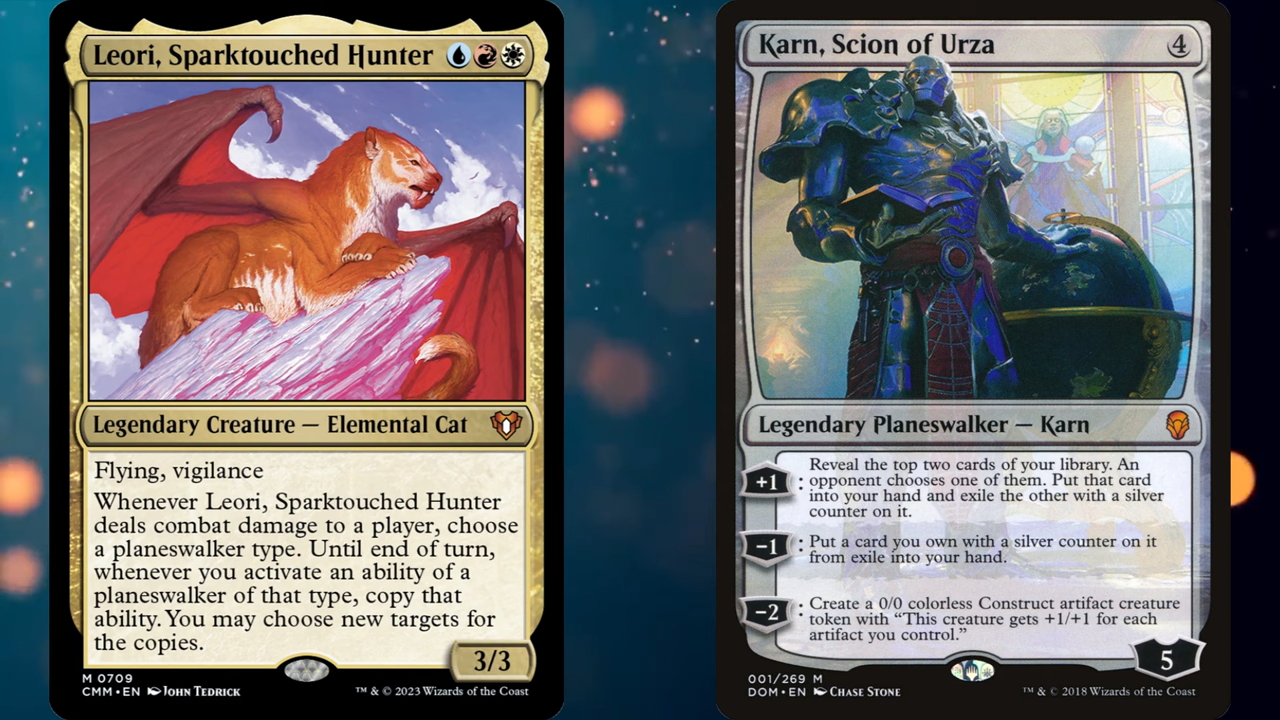 Leori, Sparktouched Hunter
Legendary Creature — Elemental Cat
Flying, vigilance
Whenever Leori, Sparktouched Hunter
deals combat damage to a player, choose
a planeswalker type. Until end of turn,
whenever you activate an ability of a
planeswalker of that type, copy that
ability. You may choose new targets for
the copies.
3/3
M 0709
CMM • EN John Tedrick
™ & © 2023 Wizards of the Coast
Karn, Scion of Urza
4
Legendary Planeswalker — Karn
+1 : Reveal the top two cards of your library. An
opponent chooses one of them. Put that card
into your hand and exile the other with a silver
counter on it.
−1 : Put a card you own with a silver counter on it
from exile into your hand.
−2 : Create a 0/0 colorless Construct artifact creature
token with “This creature gets +1/+1 for each
artifact you control.”
5
001/269 M
DOM • EN Chase Stone
™ & © 2018 Wizards of the Coast